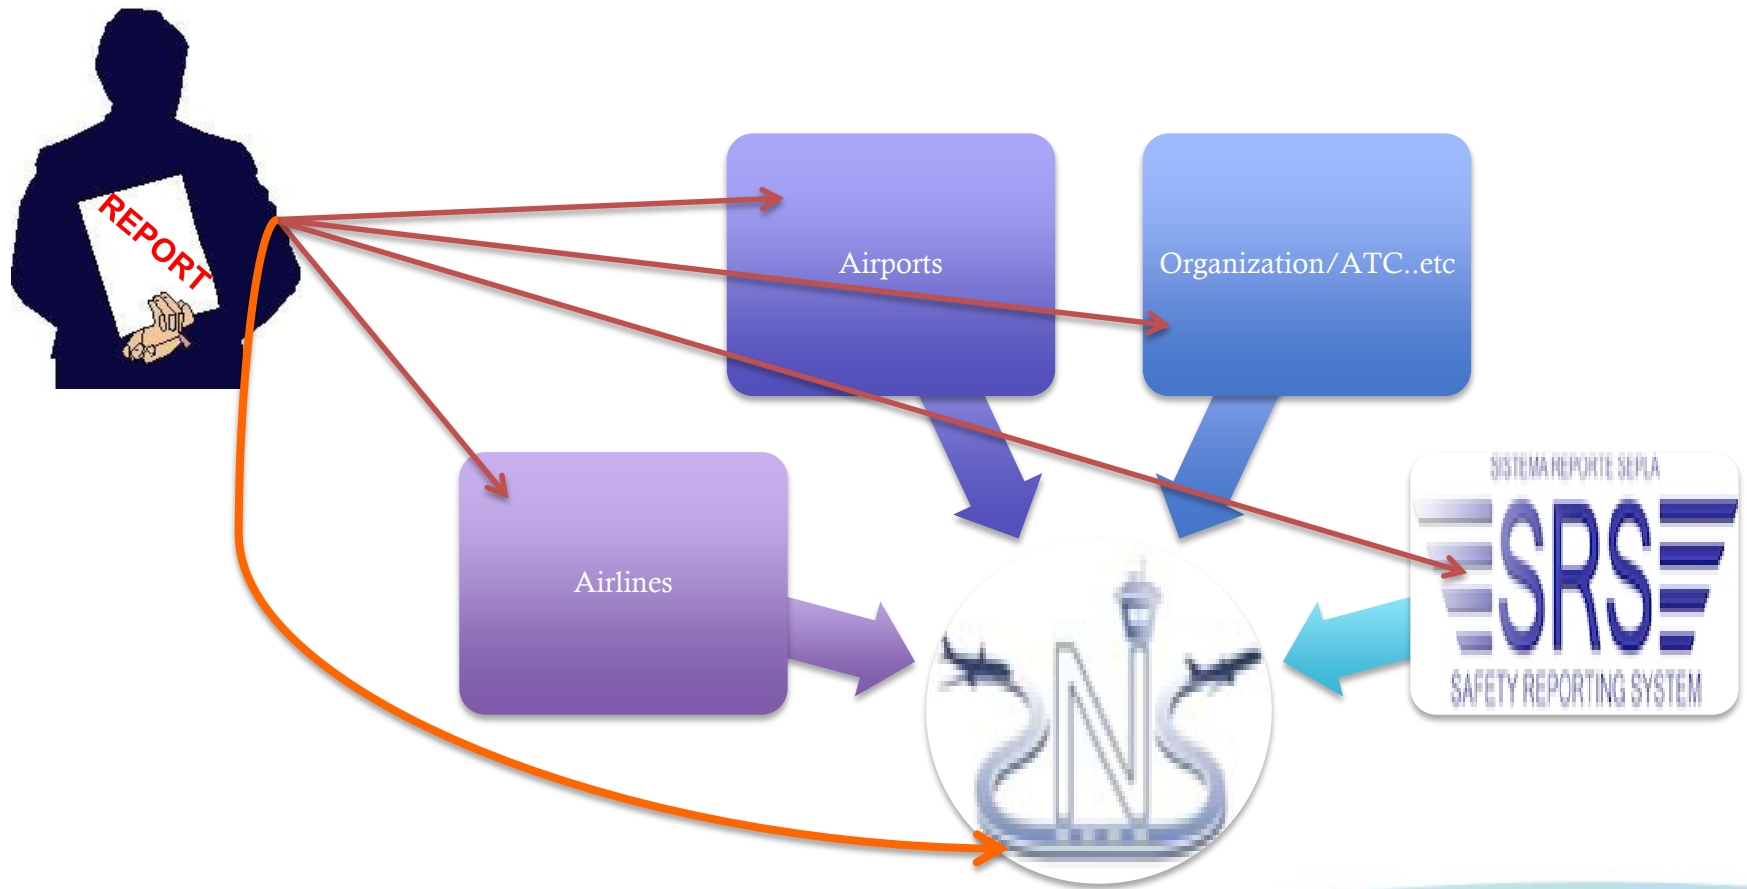 REPORT
Airports
Organization/ATC..etc
SISTEMA REPORTE SEPLA
SRS
SAFETY REPORTING SYSTEM
Airlines
N